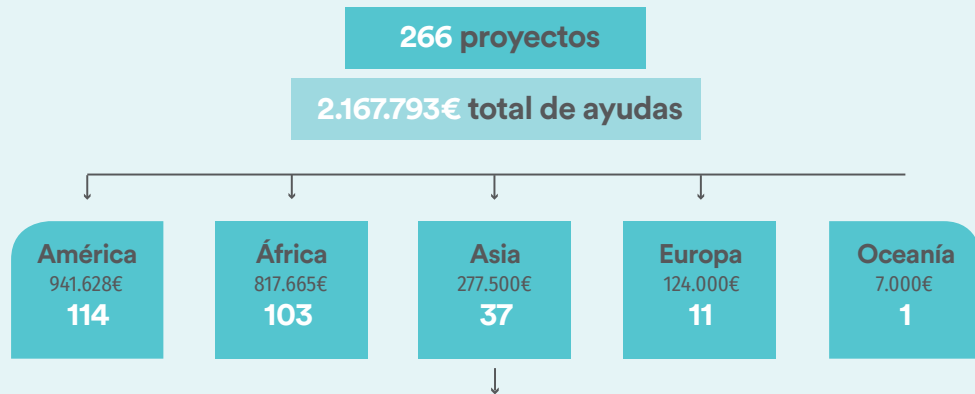 266 proyectos
2.167.793€ total de ayudas
América
941.628€
114
África
817.665€
103
Asia
277.500€
37
Europa
124.000€
11
Oceanía
7.000€
1